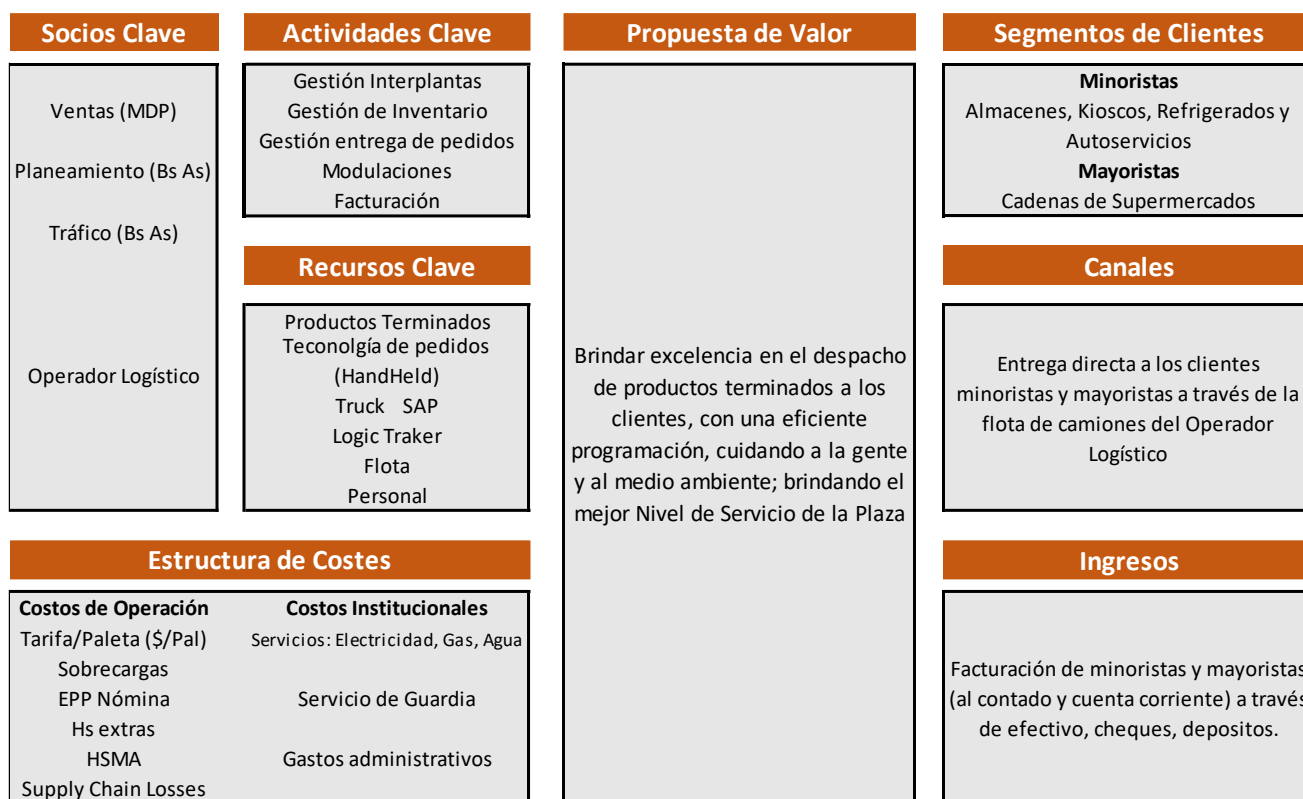 Socios Clave
Ventas (MDP)
Planeamiento (Bs As)
Tráfico (Bs As)
Operador Logístico
Actividades Clave
Gestión Interplantas
Gestión de Inventario
Gestión entrega de pedidos
Modulaciones
Facturación
Recursos Clave
Productos Terminados
Teconolgía de pedidos
(HandHeld)
Truck SAP
Logic Traker
Flota
Personal
Propuesta de Valor
Brindar excelencia en el despacho
de productos terminados a los
clientes, con una eficiente
programación, cuidando a la gente
y al medio ambiente; brindando el
mejor Nivel de Servicio de la Plaza
Segmentos de Clientes
Minoristas
Almacenes, Kioscos, Refrigerados y
Autoservicios
Mayoristas
Cadenas de Supermercados
Canales
Entrega directa a los clientes
minoristas y mayoristas a través de la
flota de camiones del Operador
Logístico
Estructura de Costes
Costos de Operación
Tarifa/Paleta ($/Pal)
Sobrecargas
EPP Nómina
Hs extras
HSMA
Supply Chain Losses
Costos Institucionales
Servicios: Electricidad, Gas, Agua
Servicio de Guardia
Gastos administrativos
Ingresos
Facturación de minoristas y mayoristas
(al contado y cuenta corriente) a través
de efectivo, cheques, depositos.